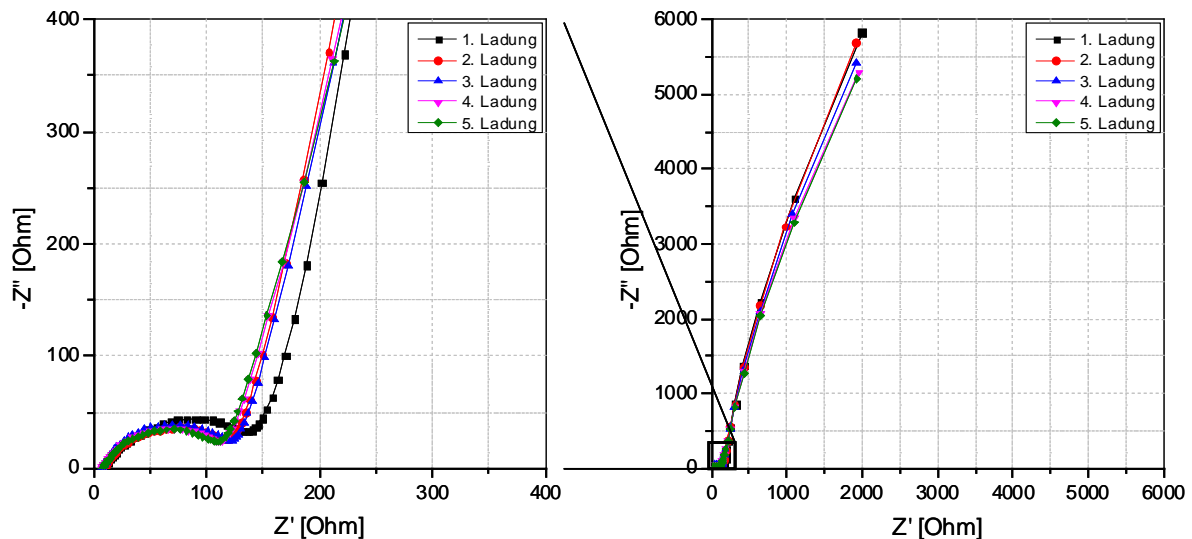 400
300
200
100
0
-Z" [Ohm]
0
100
200
300
400
Z' [Ohm]
1. Ladung
2. Ladung
3. Ladung
4. Ladung
5. Ladung
6000
5000
4000
3000
2000
1000
0
-Z" [Ohm]
0
1000
2000
3000
4000
5000
6000
Z' [Ohm]
1. Ladung
2. Ladung
3. Ladung
4. Ladung
5. Ladung